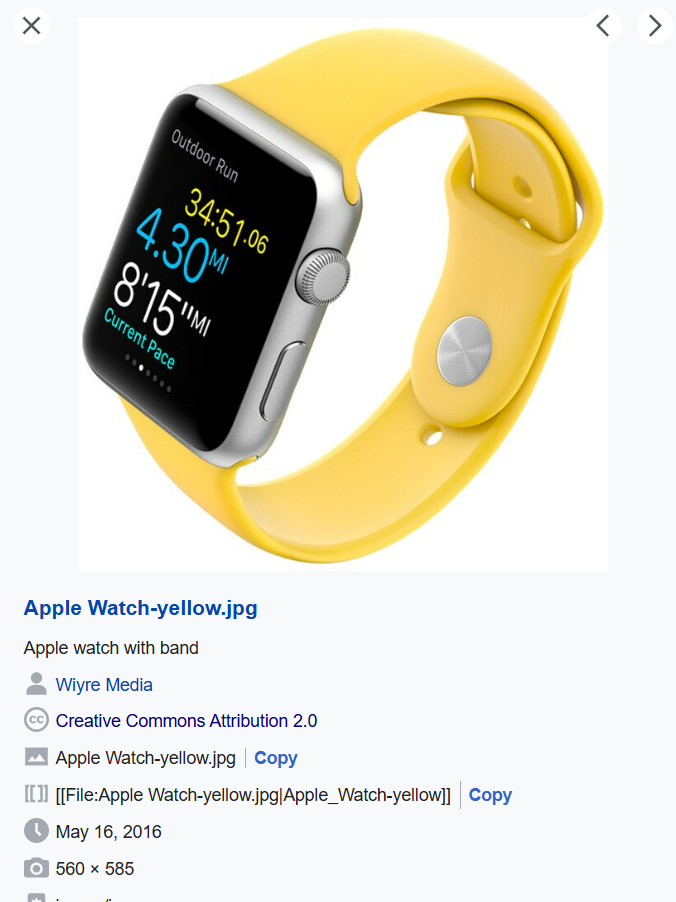 Outdoor Run
34:51.06
4.30MI
8'15"MI
Current Pace
Apple Watch-yellow.jpg
Apple watch with band
Wiyre Media
cc Creative Commons Attribution 2.0
Apple Watch-yellow.jpg | Copy
[[File:Apple Watch-yellow.jpg|Apple_Watch-yellow]] | Copy
May 16, 2016
560 × 585